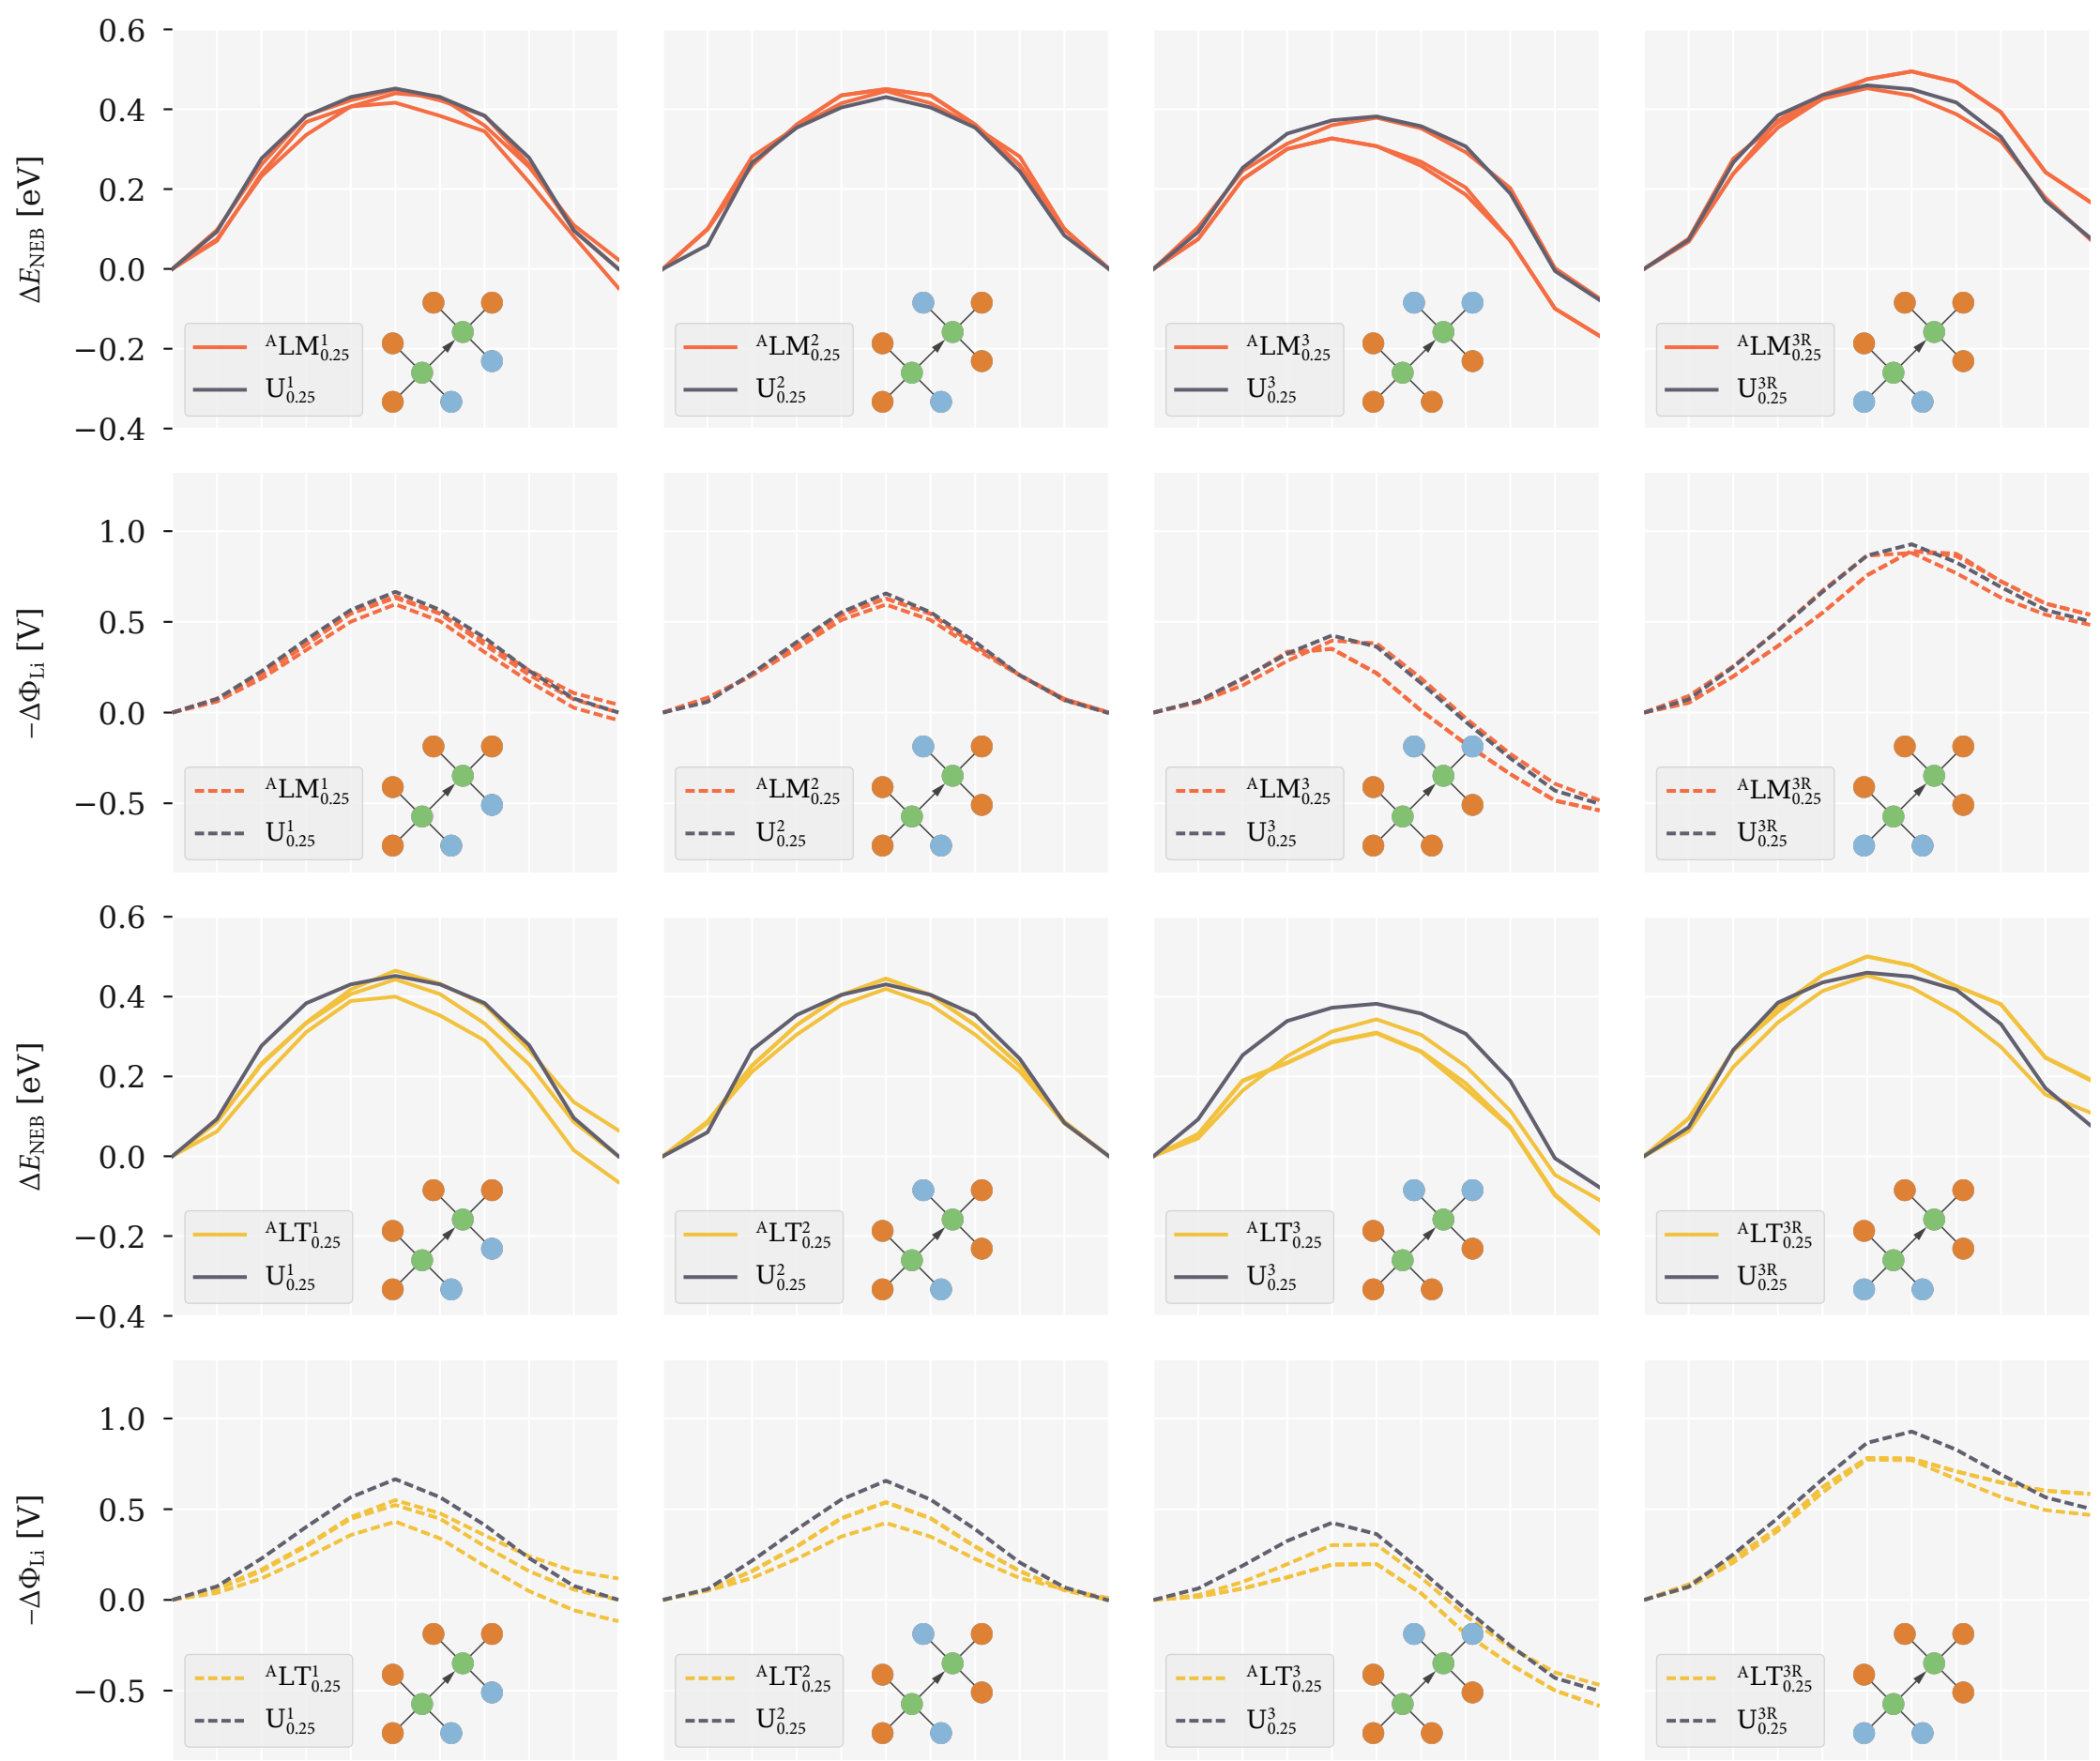 ΔE_NEB [eV]
0.6
0.4
0.2
0.0
−0.2
−0.4
ᴬLM¹₀.₂₅
U¹₀.₂₅
ᴬLM²₀.₂₅
U²₀.₂₅
ᴬLM³₀.₂₅
U³₀.₂₅
ᴬLM³ᴿ₀.₂₅
U³ᴿ₀.₂₅
−ΔΦ_Li [V]
1.0
0.5
0.0
−0.5
ᴬLM¹₀.₂₅
U¹₀.₂₅
ᴬLM²₀.₂₅
U²₀.₂₅
ᴬLM³₀.₂₅
U³₀.₂₅
ᴬLM³ᴿ₀.₂₅
U³ᴿ₀.₂₅
ΔE_NEB [eV]
0.6
0.4
0.2
0.0
−0.2
−0.4
ᴬLT¹₀.₂₅
U¹₀.₂₅
ᴬLT²₀.₂₅
U²₀.₂₅
ᴬLT³₀.₂₅
U³₀.₂₅
ᴬLT³ᴿ₀.₂₅
U³ᴿ₀.₂₅
−ΔΦ_Li [V]
1.0
0.5
0.0
−0.5
ᴬLT¹₀.₂₅
U¹₀.₂₅
ᴬLT²₀.₂₅
U²₀.₂₅
ᴬLT³₀.₂₅
U³₀.₂₅
ᴬLT³ᴿ₀.₂₅
U³ᴿ₀.₂₅